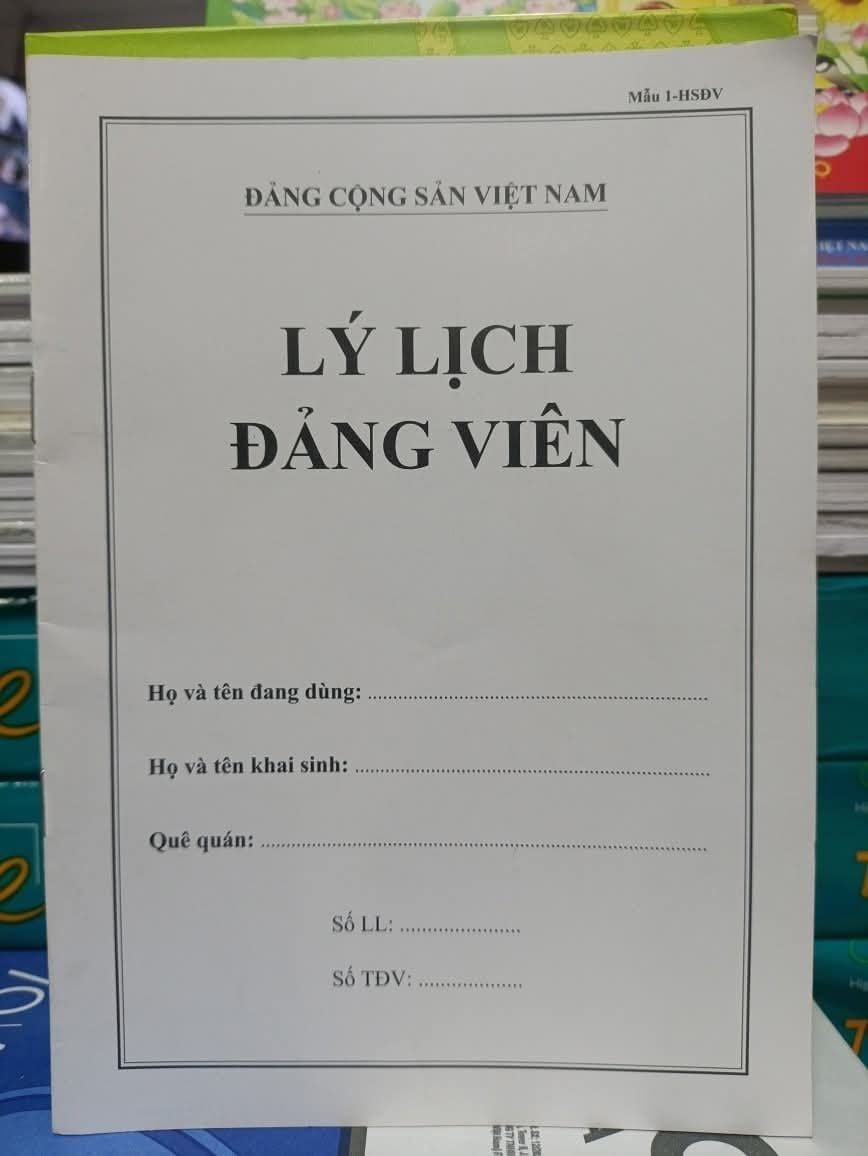 Mẫu 1-HSĐV
ĐẢNG CỘNG SẢN VIỆT NAM
LÝ LỊCH
ĐẢNG VIÊN
Họ và tên đang dùng: ........................................................
Họ và tên khai sinh: ..........................................................
Quê quán: ..........................................................................
Số LL: ......................
Số TĐV: ...................